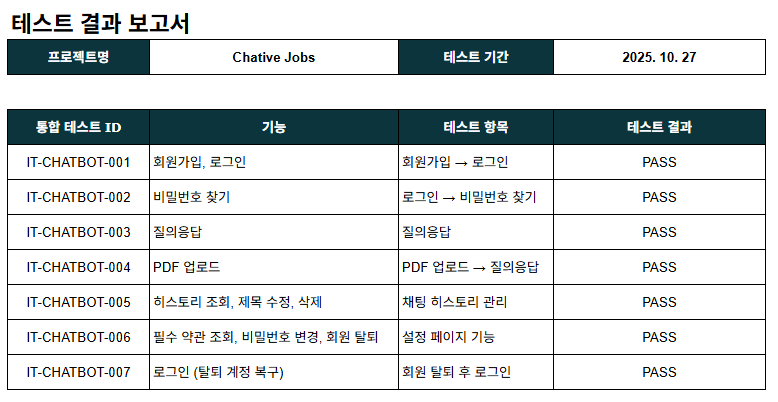 테스트 결과 보고서
프로젝트명 Chative Jobs 테스트 기간 2025. 10. 27
통합 테스트 ID 기능 테스트 항목 테스트 결과
IT-CHATBOT-001 회원가입, 로그인 회원가입 → 로그인 PASS
IT-CHATBOT-002 비밀번호 찾기 로그인 → 비밀번호 찾기 PASS
IT-CHATBOT-003 질의응답 질의응답 PASS
IT-CHATBOT-004 PDF 업로드 PDF 업로드 → 질의응답 PASS
IT-CHATBOT-005 히스토리 조회, 제목 수정, 삭제 채팅 히스토리 관리 PASS
IT-CHATBOT-006 필수 약관 조회, 비밀번호 변경, 회원 탈퇴 설정 페이지 기능 PASS
IT-CHATBOT-007 로그인 (탈퇴 계정 복구) 회원 탈퇴 후 로그인 PASS